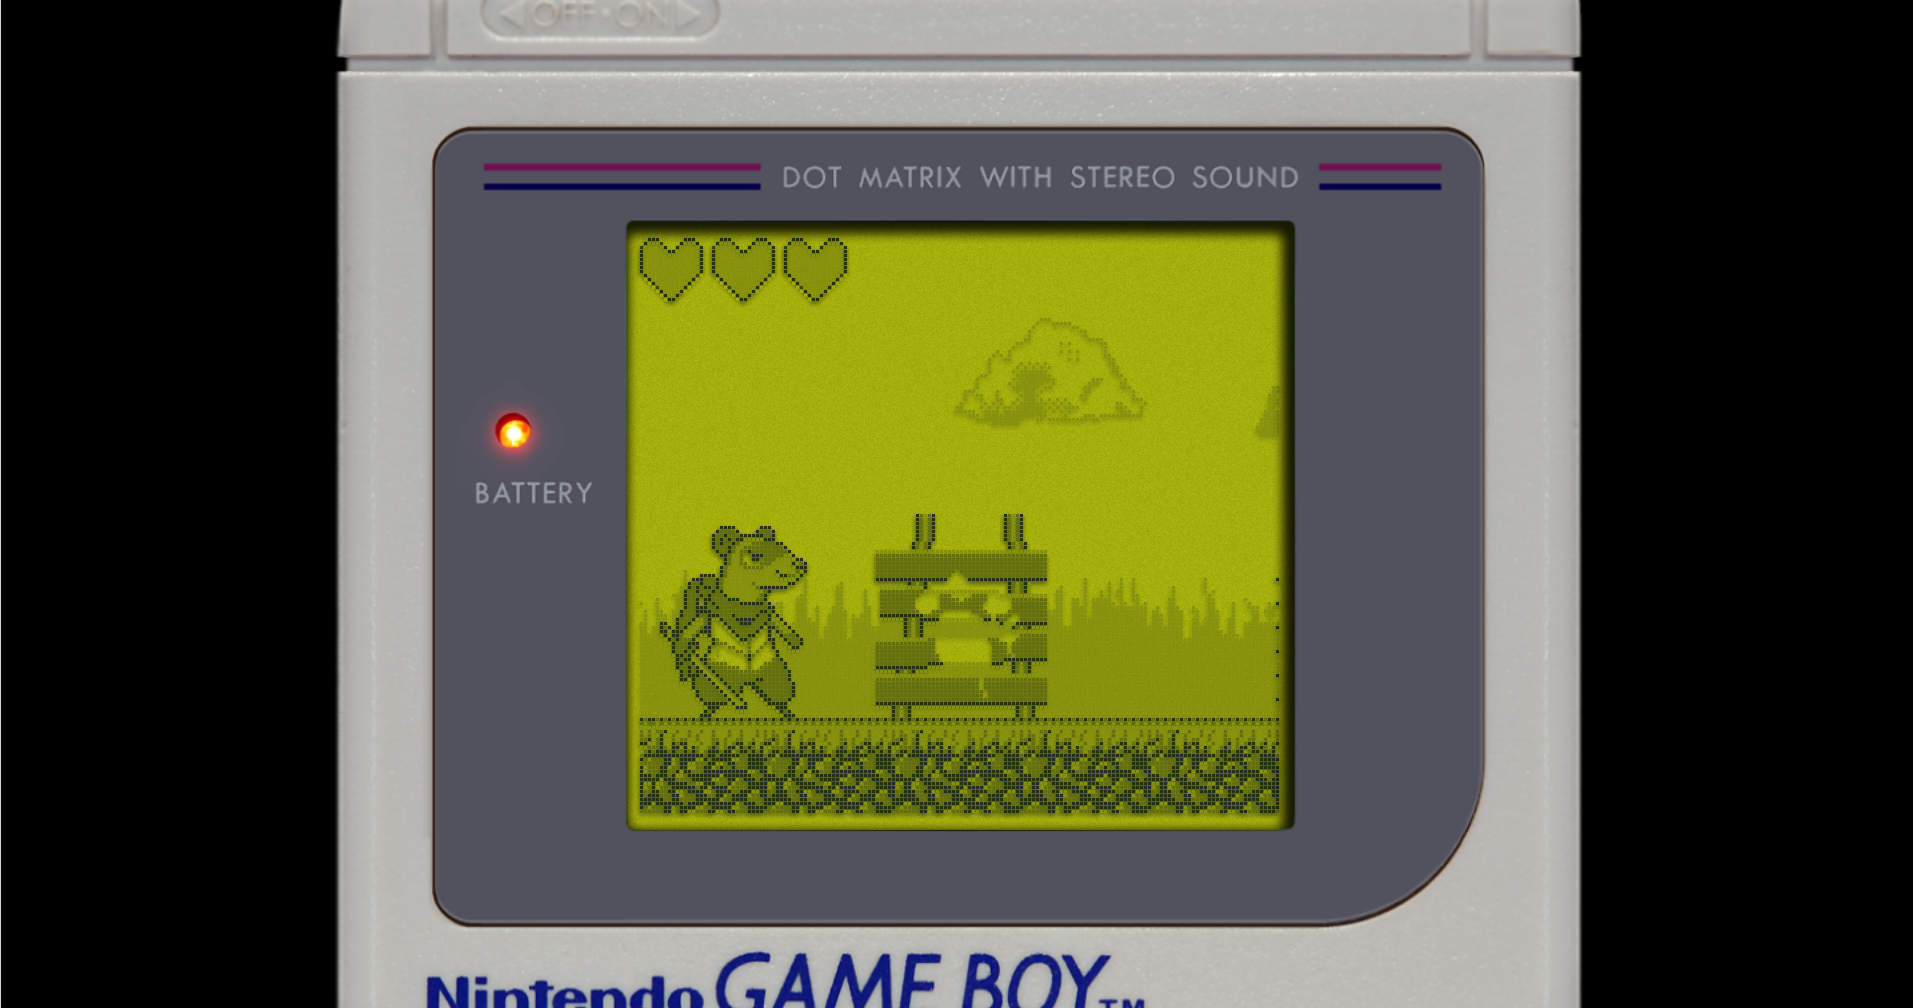 OFF•ON
DOT MATRIX WITH STEREO SOUND
BATTERY
Nintendo GAME BOY™